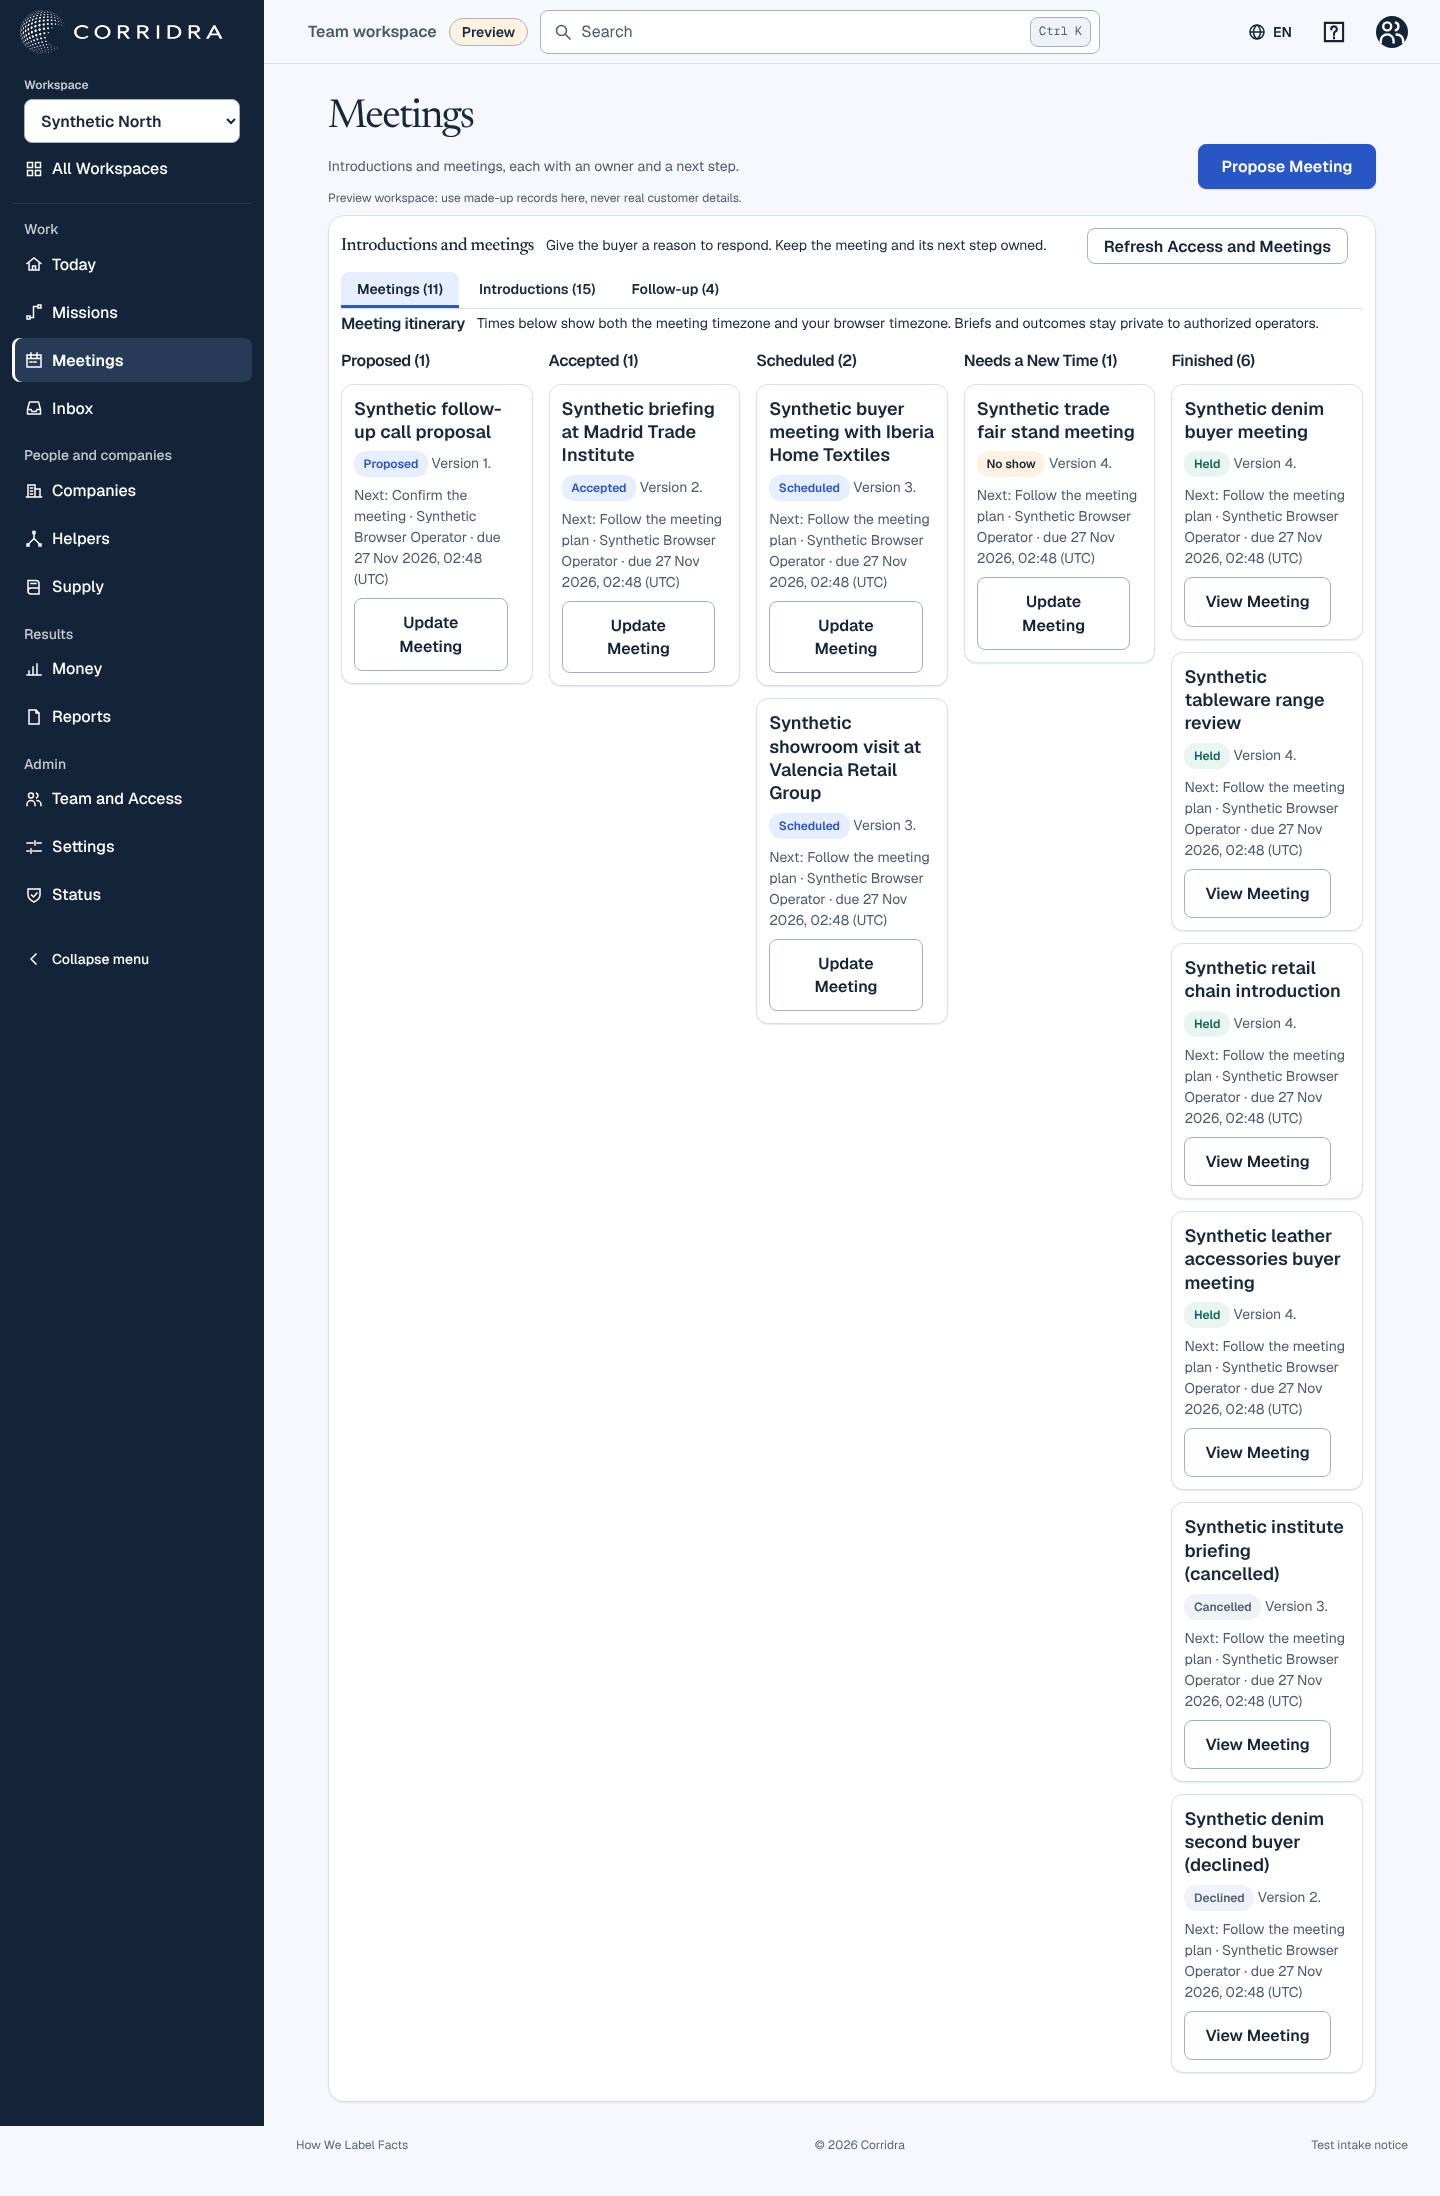 CORRIDRA
Workspace
Synthetic North
All Workspaces
Work
Today
Missions
Meetings
Inbox
People and companies
Companies
Helpers
Supply
Results
Money
Reports
Admin
Team and Access
Settings
Status
Collapse menu
Team workspace
Preview
Search
Ctrl K
EN
Meetings
Introductions and meetings, each with an owner and a next step.
Propose Meeting
Preview workspace: use made-up records here, never real customer details.
Introductions and meetings
Give the buyer a reason to respond. Keep the meeting and its next step owned.
Refresh Access and Meetings
Meetings (11)
Introductions (15)
Follow-up (4)
Meeting itinerary
Times below show both the meeting timezone and your browser timezone. Briefs and outcomes stay private to authorized operators.
Proposed (1)
Synthetic follow-
up call proposal
Proposed Version 1.
Next: Confirm the
meeting · Synthetic
Browser Operator · due
27 Nov 2026, 02:48
(UTC)
Update
Meeting
Accepted (1)
Synthetic briefing
at Madrid Trade
Institute
Accepted Version 2.
Next: Follow the meeting
plan · Synthetic Browser
Operator · due 27 Nov
2026, 02:48 (UTC)
Update
Meeting
Scheduled (2)
Synthetic buyer
meeting with Iberia
Home Textiles
Scheduled Version 3.
Next: Follow the meeting
plan · Synthetic Browser
Operator · due 27 Nov
2026, 02:48 (UTC)
Update
Meeting
Synthetic
showroom visit at
Valencia Retail
Group
Scheduled Version 3.
Next: Follow the meeting
plan · Synthetic Browser
Operator · due 27 Nov
2026, 02:48 (UTC)
Update
Meeting
Needs a New Time (1)
Synthetic trade
fair stand meeting
No show Version 4.
Next: Follow the meeting
plan · Synthetic Browser
Operator · due 27 Nov
2026, 02:48 (UTC)
Update
Meeting
Finished (6)
Synthetic denim
buyer meeting
Held Version 4.
Next: Follow the meeting
plan · Synthetic Browser
Operator · due 27 Nov
2026, 02:48 (UTC)
View Meeting
Synthetic
tableware range
review
Held Version 4.
Next: Follow the meeting
plan · Synthetic Browser
Operator · due 27 Nov
2026, 02:48 (UTC)
View Meeting
Synthetic retail
chain introduction
Held Version 4.
Next: Follow the meeting
plan · Synthetic Browser
Operator · due 27 Nov
2026, 02:48 (UTC)
View Meeting
Synthetic leather
accessories buyer
meeting
Held Version 4.
Next: Follow the meeting
plan · Synthetic Browser
Operator · due 27 Nov
2026, 02:48 (UTC)
View Meeting
Synthetic institute
briefing
(cancelled)
Cancelled Version 3.
Next: Follow the meeting
plan · Synthetic Browser
Operator · due 27 Nov
2026, 02:48 (UTC)
View Meeting
Synthetic denim
second buyer
(declined)
Declined Version 2.
Next: Follow the meeting
plan · Synthetic Browser
Operator · due 27 Nov
2026, 02:48 (UTC)
View Meeting
How We Label Facts
© 2026 Corridra
Test intake notice